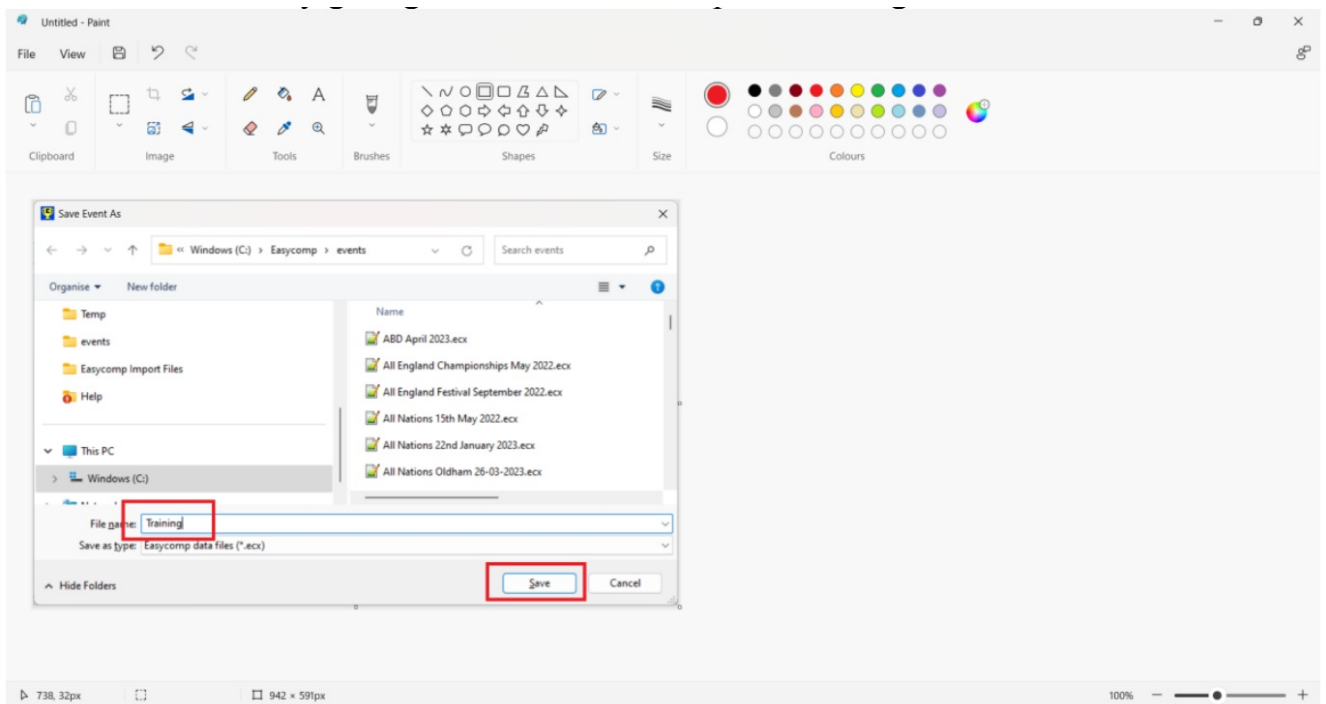 Untitled - Paint
File View
Clipboard Image Tools Brushes Shapes Size Colours
Save Event As
« Windows (C:) > Easycomp > events Search events
Organise New folder
Name
Temp
events
Easycomp Import Files
Help
This PC
Windows (C:)
ABD April 2023.ecx
All England Championships May 2022.ecx
All England Festival September 2022.ecx
All Nations 15th May 2022.ecx
All Nations 22nd January 2023.ecx
All Nations Oldham 26-03-2023.ecx
File name: Training
Save as type: Easycomp data files (*.ecx)
Hide Folders Save Cancel
738, 32px 942 × 591px 100%